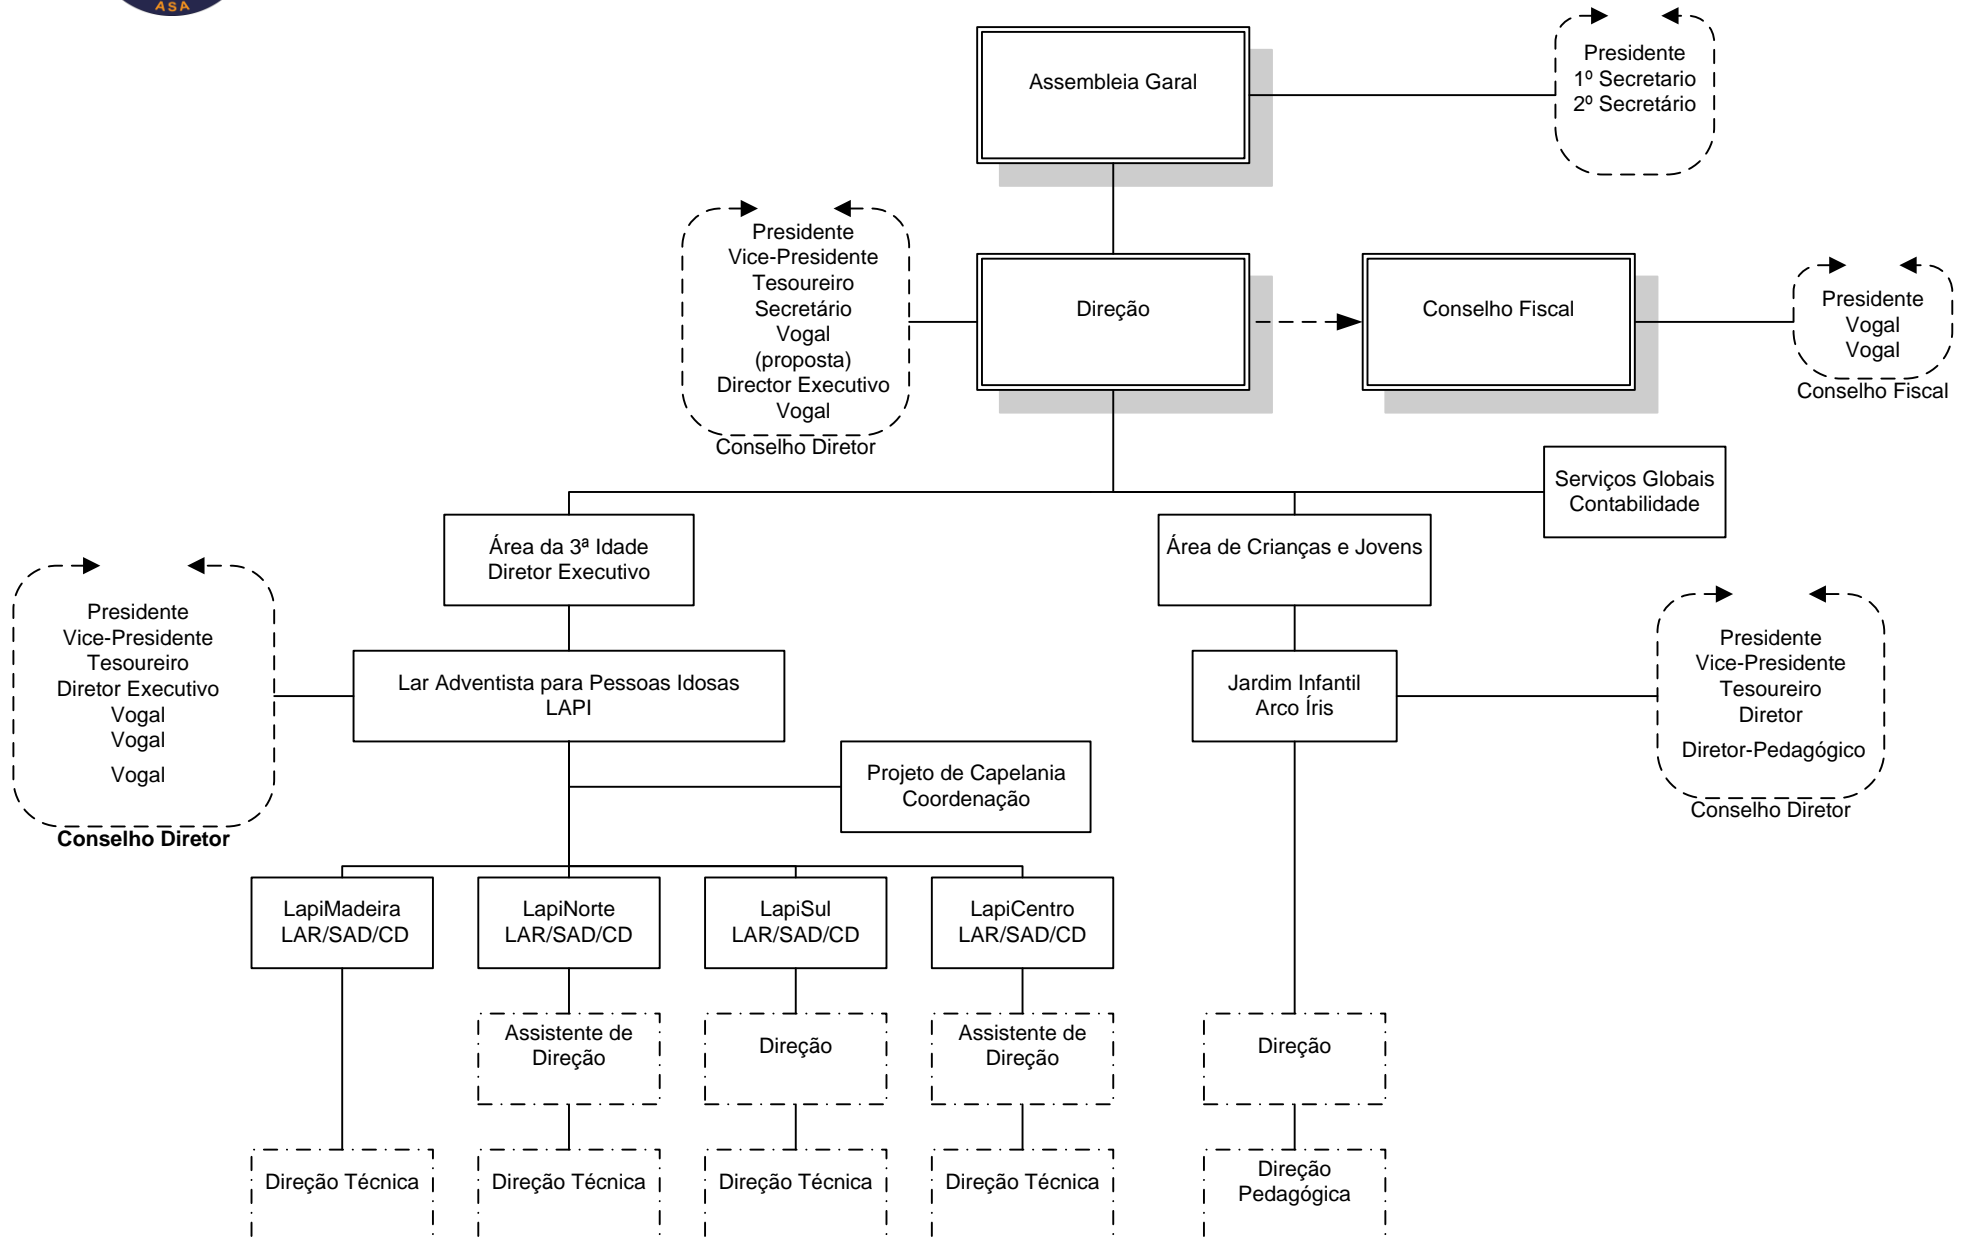 ASA
Assembleia Garal
Presidente
1º Secretario
2º Secretário
Presidente
Vice-Presidente
Tesoureiro
Secretário
Vogal
(proposta)
Director Executivo
Vogal
Conselho Diretor
Direção
Conselho Fiscal
Presidente
Vogal
Vogal
Conselho Fiscal
Serviços Globais
Contabilidade
Área da 3ª Idade
Diretor Executivo
Área de Crianças e Jovens
Presidente
Vice-Presidente
Tesoureiro
Diretor Executivo
Vogal
Vogal
Vogal
Conselho Diretor
Lar Adventista para Pessoas Idosas
LAPI
Jardim Infantil
Arco Íris
Presidente
Vice-Presidente
Tesoureiro
Diretor
Diretor-Pedagógico
Conselho Diretor
Projeto de Capelania
Coordenação
LapiMadeira
LAR/SAD/CD
LapiNorte
LAR/SAD/CD
LapiSul
LAR/SAD/CD
LapiCentro
LAR/SAD/CD
Assistente de
Direção
Direção
Assistente de
Direção
Direção
Direção Técnica
Direção Técnica
Direção Técnica
Direção Técnica
Direção
Pedagógica